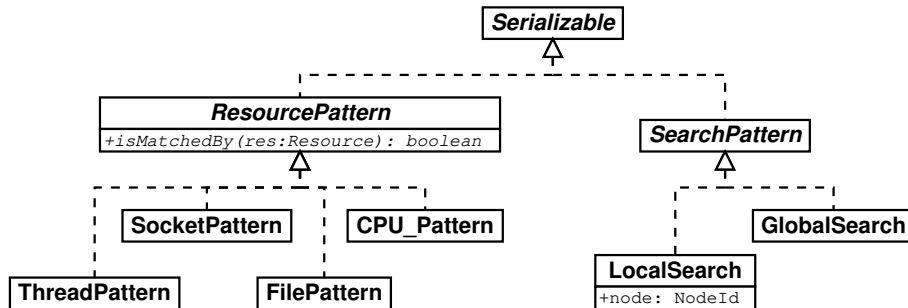 Serializable
ResourcePattern
+isMatchedBy(res:Resource): boolean
SearchPattern
SocketPattern
CPU_Pattern
GlobalSearch
ThreadPattern
FilePattern
LocalSearch
+node: NodeId